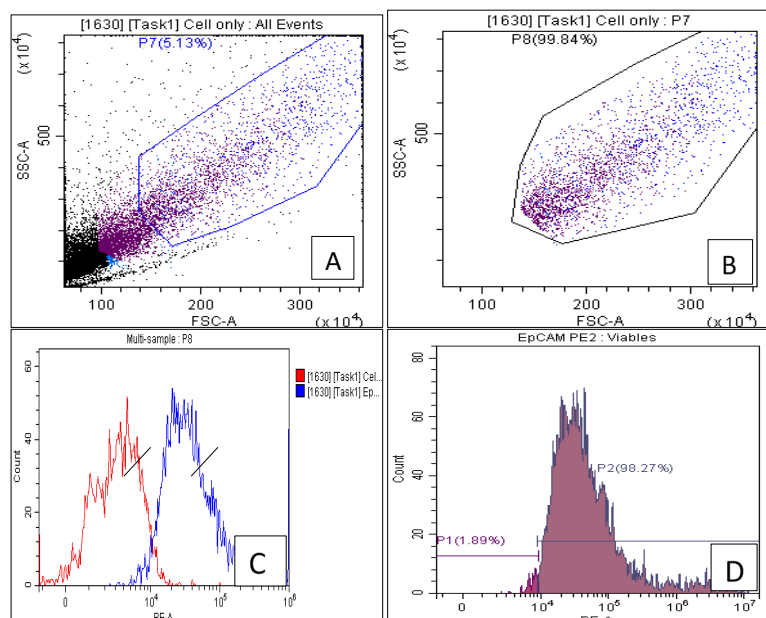 [1630] [Task1] Cell only : All Events
P7(5.13%)
(x 10⁴)
SSC-A
500
100
200
300
FSC-A
(x 10⁴)
A
[1630] [Task1] Cell only : P7
P8(99.84%)
(x 10⁴)
SSC-A
500
100
200
300
FSC-A
(x 10⁴)
B
Multi-sample : P8
[1630] [Task1] Cel...
[1630] [Task1] Ep...
60
40
20
0
Count
0
10⁴
10⁵
10⁶
C
EpCAM PE2 : Viables
80
60
40
20
0
Count
P2(98.27%)
P1(1.89%)
0
10⁴
10⁵
10⁶
10⁷
D